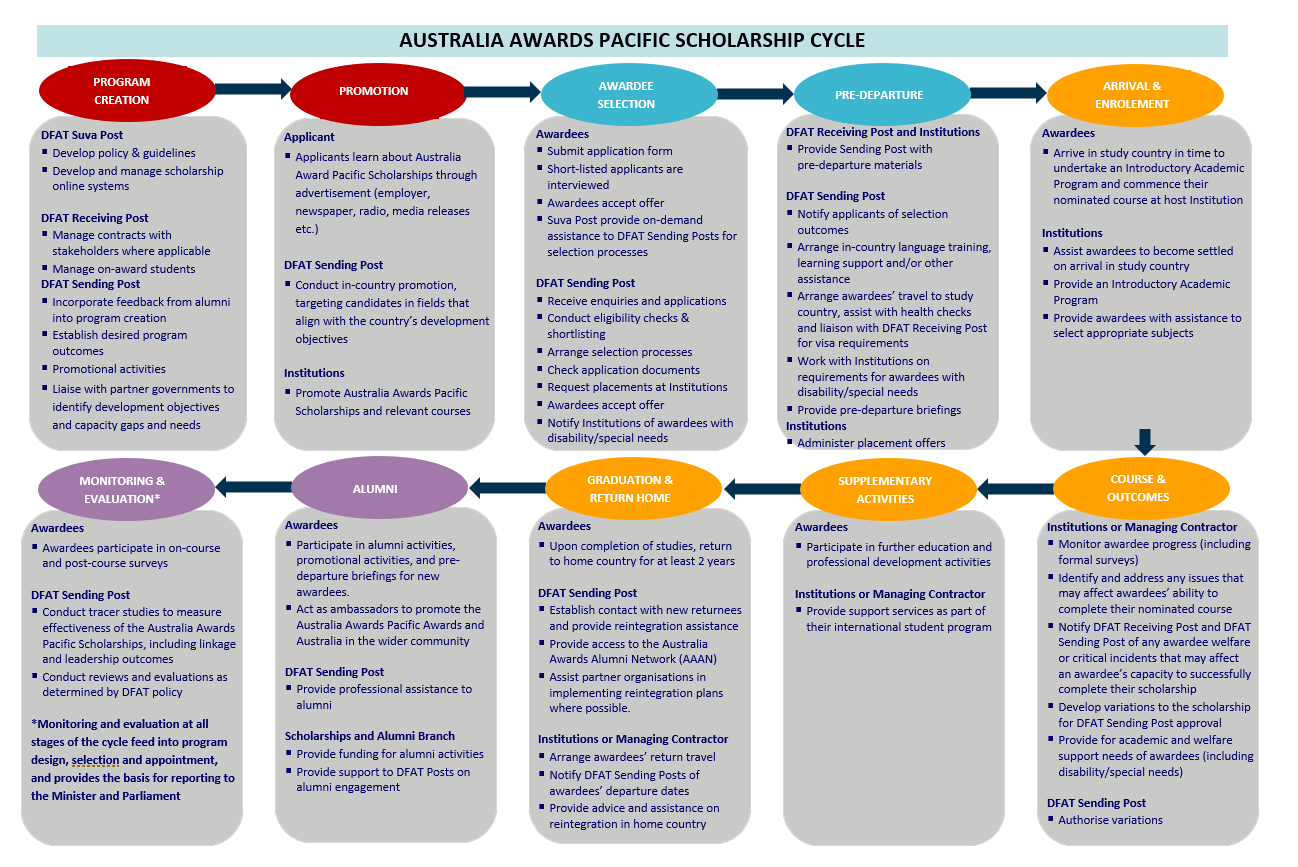 AUSTRALIA AWARDS PACIFIC SCHOLARSHIP CYCLE
PROGRAM
CREATION
DFAT Suva Post
▪ Develop policy & guidelines
▪ Develop and manage scholarship
online systems
DFAT Receiving Post
▪ Manage contracts with
stakeholders where applicable
▪ Manage on-award students
DFAT Sending Post
▪ Incorporate feedback from alumni
into program creation
▪ Establish desired program
outcomes
▪ Promotional activities
▪ Liaise with partner governments to
identify development objectives
and capacity gaps and needs
PROMOTION
Applicant
▪ Applicants learn about Australia
Award Pacific Scholarships through
advertisement (employer,
newspaper, radio, media releases
etc.)
DFAT Sending Post
▪ Conduct in-country promotion,
targeting candidates in fields that
align with the country's development
objectives
Institutions
▪ Promote Australia Awards Pacific
Scholarships and relevant courses
AWARDEE
SELECTION
Awardees
▪ Submit application form
▪ Short-listed applicants are
interviewed
▪ Awardees accept offer
▪ Suva Post provide on-demand
assistance to DFAT Sending Posts for
selection processes
DFAT Sending Post
▪ Receive enquiries and applications
▪ Conduct eligibility checks &
shortlisting
▪ Arrange selection processes
▪ Check application documents
▪ Request placements at Institutions
▪ Awardees accept offer
▪ Notify Institutions of awardees with
disability/special needs
PRE-DEPARTURE
DFAT Receiving Post and Institutions
▪ Provide Sending Post with
pre-departure materials
DFAT Sending Post
▪ Notify applicants of selection
outcomes
▪ Arrange in-country language training,
learning support and/or other
assistance
▪ Arrange awardees' travel to study
country, assist with health checks
and liaison with DFAT Receiving Post
for visa requirements
▪ Work with Institutions on
requirements for awardees with
disability/special needs
▪ Provide pre-departure briefings
Institutions
▪ Administer placement offers
ARRIVAL &
ENROLEMENT
Awardees
▪ Arrive in study country in time to
undertake an Introductory Academic
Program and commence their
nominated course at host Institution
Institutions
▪ Assist awardees to become settled
on arrival in study country
▪ Provide an Introductory Academic
Program
▪ Provide awardees with assistance to
select appropriate subjects
MONITORING &
EVALUATION*
Awardees
▪ Awardees participate in on-course
and post-course surveys
DFAT Sending Post
▪ Conduct tracer studies to measure
effectiveness of the Australia Awards
Pacific Scholarships, including linkage
and leadership outcomes
▪ Conduct reviews and evaluations as
determined by DFAT policy
*Monitoring and evaluation at all
stages of the cycle feed into program
design, selection and appointment,
and provides the basis for reporting to
the Minister and Parliament
ALUMNI
Awardees
▪ Participate in alumni activities,
promotional activities, and pre-
departure briefings for new
awardees.
▪ Act as ambassadors to promote the
Australia Awards Pacific Awards and
Australia in the wider community
DFAT Sending Post
▪ Provide professional assistance to
alumni
Scholarships and Alumni Branch
▪ Provide funding for alumni activities
▪ Provide support to DFAT Posts on
alumni engagement
GRADUATION &
RETURN HOME
Awardees
▪ Upon completion of studies, return
to home country for at least 2 years
DFAT Sending Post
▪ Establish contact with new returnees
and provide reintegration assistance
▪ Provide access to the Australia
Awards Alumni Network (AAAN)
▪ Assist partner organisations in
implementing reintegration plans
where possible.
Institutions or Managing Contractor
▪ Arrange awardees' return travel
▪ Notify DFAT Sending Posts of
awardees' departure dates
▪ Provide advice and assistance on
reintegration in home country
SUPPLEMENTARY
ACTIVITIES
Awardees
▪ Participate in further education and
professional development activities
Institutions or Managing Contractor
▪ Provide support services as part of
their international student program
COURSE &
OUTCOMES
Institutions or Managing Contractor
▪ Monitor awardee progress (including
formal surveys)
▪ Identify and address any issues that
may affect awardees' ability to
complete their nominated course
▪ Notify DFAT Receiving Post and DFAT
Sending Post of any awardee welfare
or critical incidents that may affect
an awardee's capacity to successfully
complete their scholarship
▪ Develop variations to the scholarship
for DFAT Sending Post approval
▪ Provide for academic and welfare
support needs of awardees (including
disability/special needs)
DFAT Sending Post
▪ Authorise variations